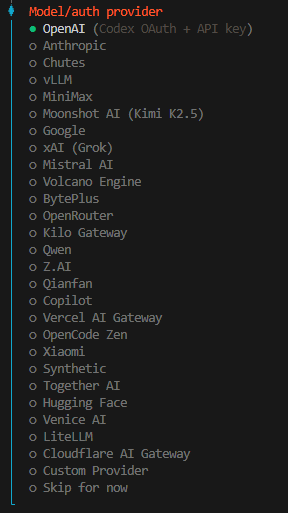 Model/auth provider
OpenAI (Codex OAuth + API key)
Anthropic
Chutes
vLLM
MiniMax
Moonshot AI (Kimi K2.5)
Google
xAI (Grok)
Mistral AI
Volcano Engine
BytePlus
OpenRouter
Kilo Gateway
Qwen
Z.AI
Qianfan
Copilot
Vercel AI Gateway
OpenCode Zen
Xiaomi
Synthetic
Together AI
Hugging Face
Venice AI
LiteLLM
Cloudflare AI Gateway
Custom Provider
Skip for now